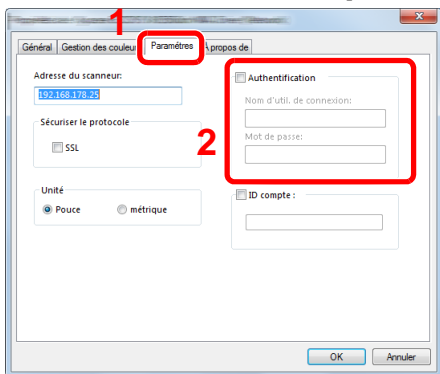 1
Général Gestion des couleur Paramètres À propos de
Adresse du scanneur:
192.168.178.25
Sécuriser le protocole
SSL
Unité
Pouce métrique
2
Authentification
Nom d'util. de connexion:
Mot de passe:
ID compte :
OK Annuler